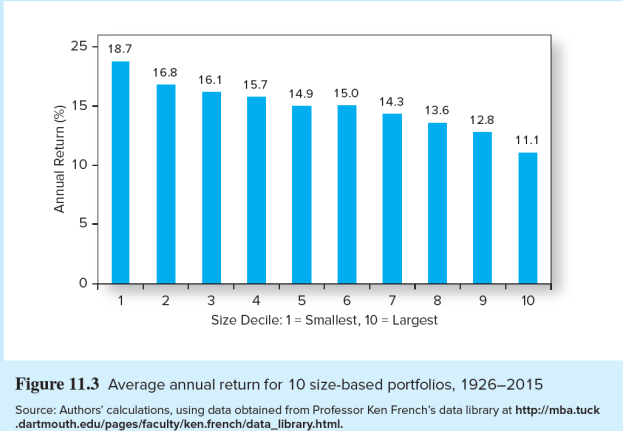 25
18.7
16.8
16.1
15.7
14.9
15.0
14.3
13.6
12.8
11.1
15
10
5
0
Annual Return (%)
1 2 3 4 5 6 7 8 9 10
Size Decile: 1 = Smallest, 10 = Largest
Figure 11.3 Average annual return for 10 size-based portfolios, 1926–2015
Source: Authors' calculations, using data obtained from Professor Ken French's data library at http://mba.tuck
.dartmouth.edu/pages/faculty/ken.french/data_library.html.